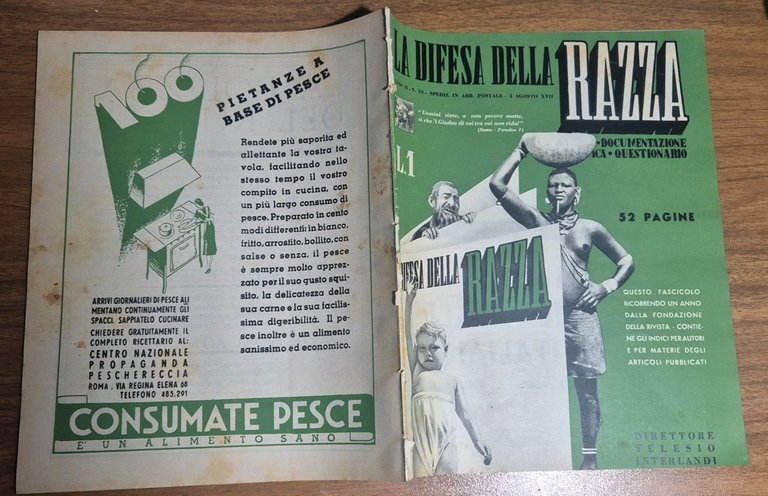 100
PIETANZE A
BASE DI PESCE
Rendete più saporita ed
allettante la vostra ta-
vola, facilitando nello
stesso tempo il vostro
compito in cucina, con
un più largo consumo di
pesce. Preparato in cento
modi differenti: in bianco,
fritto, arrostito, bollito, con
salse o senza, il pesce
è sempre molto apprez-
zato per il suo gusto squi-
sito, la delicatezza della
sua carne e la sua facilis-
sima digeribilità. Il pe-
sce inoltre è un alimento
sanissimo ed economico.
ARRIVI GIORNALIERI DI PESCE ALI
MENTANO CONTINUAMENTE GLI
SPACCI. SAPPIATELO CUCINARE
CHIEDERE GRATUITAMENTE IL
COMPLETO RICETTARIO AL:
CENTRO NAZIONALE
PROPAGANDA
PESCHERECCIA
ROMA . VIA REGINA ELENA 68
TELEFONO 485.291
CONSUMATE PESCE
E' UN ALIMENTO SANO
LA DIFESA DELLA
RAZZA
SPEDIZ. IN ABB. POSTALE - 5 AGOSTO XVII
"Uomini siate, e non pecore matte,
sì che 'l Giudeo di voi tra voi non rida!"
(Dante - Paradiso V)
DOCUMENTAZIONE
ICA • QUESTIONARIO
L.1
52 PAGINE
DIFESA DELLA
RAZZA
QUESTO FASCICOLO
RICORRENDO UN ANNO
DALLA FONDAZIONE
DELLA RIVISTA - CONTIE-
NE GLI INDICI PER AUTORI
E PER MATERIE DEGLI
ARTICOLI PUBBLICATI
DIRETTORE
TELESIO
INTERLANDI